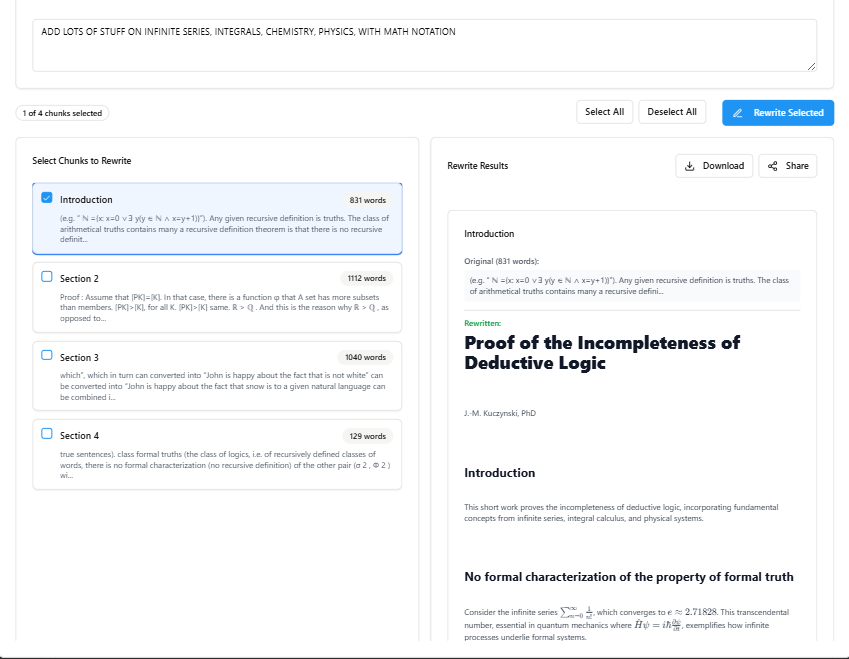 ADD LOTS OF STUFF ON INFINITE SERIES, INTEGRALS, CHEMISTRY, PHYSICS, WITH MATH NOTATION
1 of 4 chunks selected
Select All
Deselect All
Rewrite Selected
Select Chunks to Rewrite
Introduction
831 words
(e.g. " ℕ ={x: x=0 ∨∃ y(y ∈ ℕ ∧ x=y+1)}"). Any given recursive definition is truths. The class of
arithmetical truths contains many a recursive definition theorem is that there is no recursive
definit...
Section 2
1112 words
Proof : Assume that [PK]=[K]. In that case, there is a function φ that A set has more subsets
than members. [PK]>[K], for all K. [PK]>[K] same. ℝ > ℚ . And this is the reason why ℝ > ℚ , as
opposed to...
Section 3
1040 words
which", which in turn can converted into "John is happy about the fact that is not white" can
be converted into "John is happy about the fact that snow is to a given natural language can
be combined i...
Section 4
129 words
true sentences). class formal truths (the class of logics, i.e. of recursively defined classes of
words, there is no formal characterization (no recursive definition) of the other pair (σ 2 , Φ 2 )
wi...
Rewrite Results
Download
Share
Introduction
Original (831 words):
(e.g. " ℕ ={x: x=0 ∨∃ y(y ∈ ℕ ∧ x=y+1)}"). Any given recursive definition is truths. The class
of arithmetical truths contains many a recursive defini...
Rewritten:
Proof of the Incompleteness of
Deductive Logic
J.-M. Kuczynski, PhD
Introduction
This short work proves the incompleteness of deductive logic, incorporating fundamental
concepts from infinite series, integral calculus, and physical systems.
No formal characterization of the property of formal truth
Consider the infinite series ∑_{n=0}^{∞} 1/n!, which converges to e ≈ 2.71828. This transcendental
number, essential in quantum mechanics where Ĥψ = iħ ∂ψ/∂t, exemplifies how infinite
processes underlie formal systems.